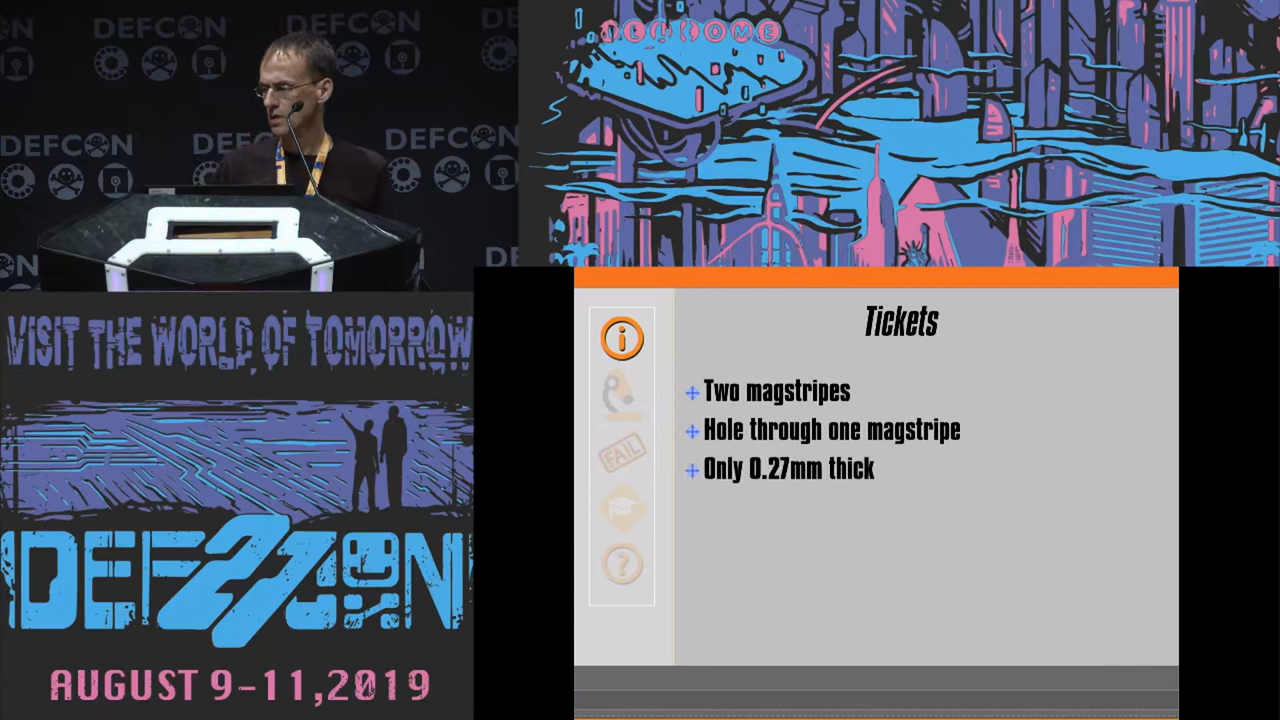 DEFCON
DEFCON
DEFCON
DEFCON
WELCOME
VISIT THE WORLD OF TOMORROW
DEFCON
27
AUGUST 9-11,2019
Tickets
Two magstripes
Hole through one magstripe
Only 0.27mm thick
i
FAIL
?